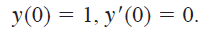 y(0) = 1, y′(0) = 0.